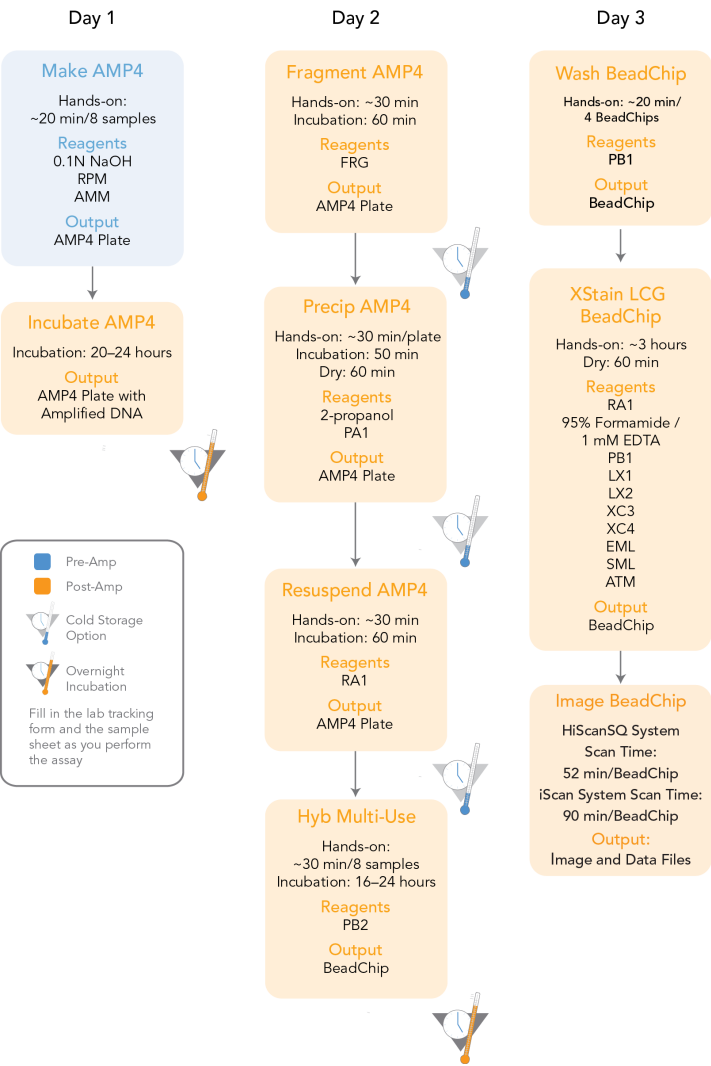 Day 1
Make AMP4
Hands-on:
~20 min/8 samples
Reagents
0.1N NaOH
RPM
AMM
Output
AMP4 Plate
Incubate AMP4
Incubation: 20–24 hours
Output
AMP4 Plate with
Amplified DNA
Pre-Amp
Post-Amp
Cold Storage
Option
Overnight
Incubation
Fill in the lab tracking
form and the sample
sheet as you perform
the assay
Day 2
Fragment AMP4
Hands-on: ~30 min
Incubation: 60 min
Reagents
FRG
Output
AMP4 Plate
Precip AMP4
Hands-on: ~30 min/plate
Incubation: 50 min
Dry: 60 min
Reagents
2-propanol
PA1
Output
AMP4 Plate
Resuspend AMP4
Hands-on: ~30 min
Incubation: 60 min
Reagents
RA1
Output
AMP4 Plate
Hyb Multi-Use
Hands-on:
~30 min/8 samples
Incubation: 16–24 hours
Reagents
PB2
Output
BeadChip
Day 3
Wash BeadChip
Hands-on: ~20 min/
4 BeadChips
Reagents
PB1
Output
BeadChip
XStain LCG
BeadChip
Hands-on: ~3 hours
Dry: 60 min
Reagents
RA1
95% Formamide /
1 mM EDTA
PB1
LX1
LX2
XC3
XC4
EML
SML
ATM
Output
BeadChip
Image BeadChip
HiScanSQ System
Scan Time:
52 min/BeadChip
iScan System Scan Time:
90 min/BeadChip
Output:
Image and Data Files